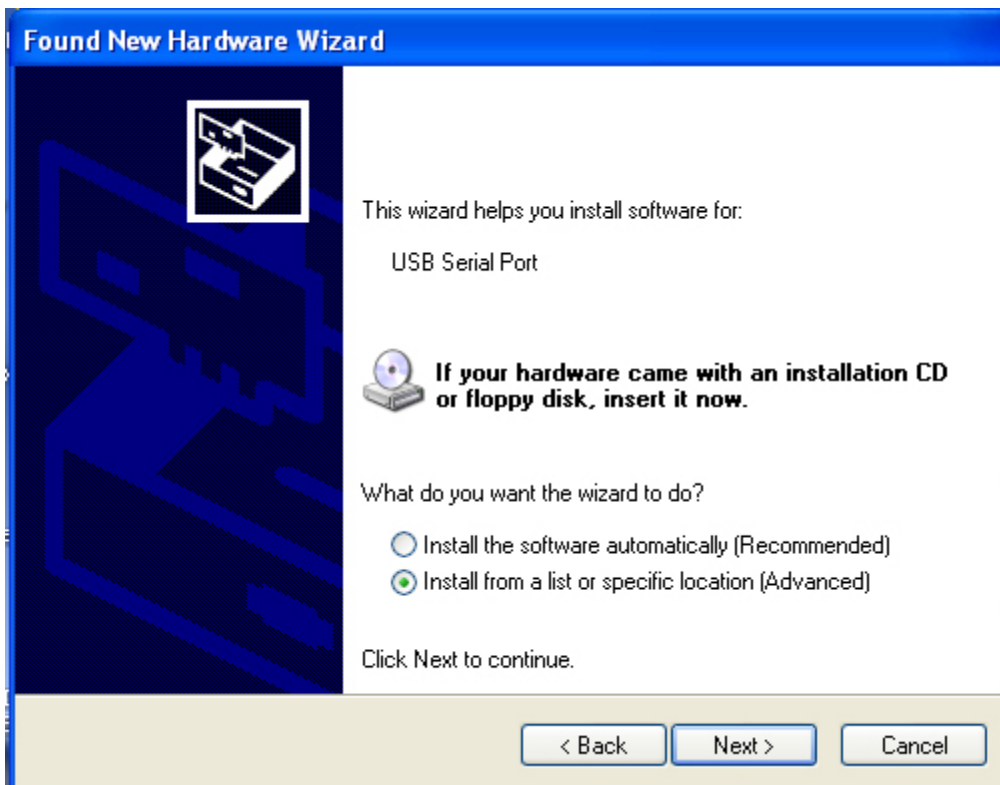 Found New Hardware Wizard
This wizard helps you install software for:
USB Serial Port
If your hardware came with an installation CD
or floppy disk, insert it now.
What do you want the wizard to do?
Install the software automatically (Recommended)
Install from a list or specific location (Advanced)
Click Next to continue.
< Back Next > Cancel